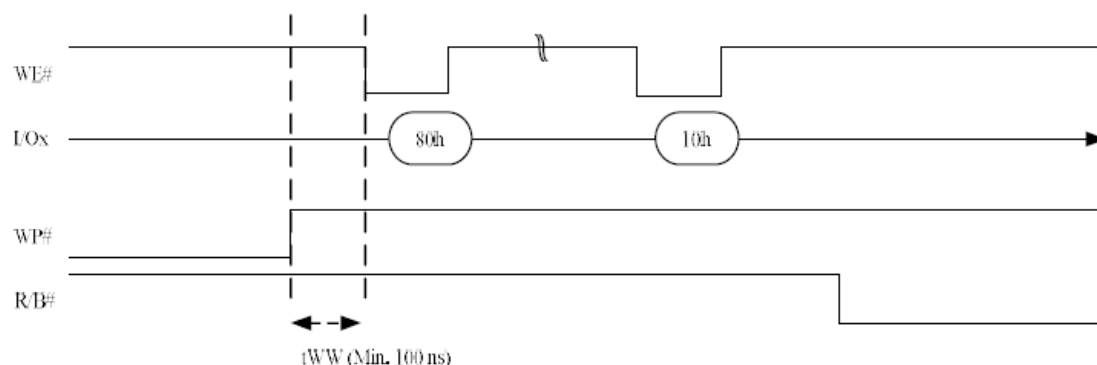 WE#
I/Ox
80h
10h
WP#
R/B#
tWW (Min. 100 ns)